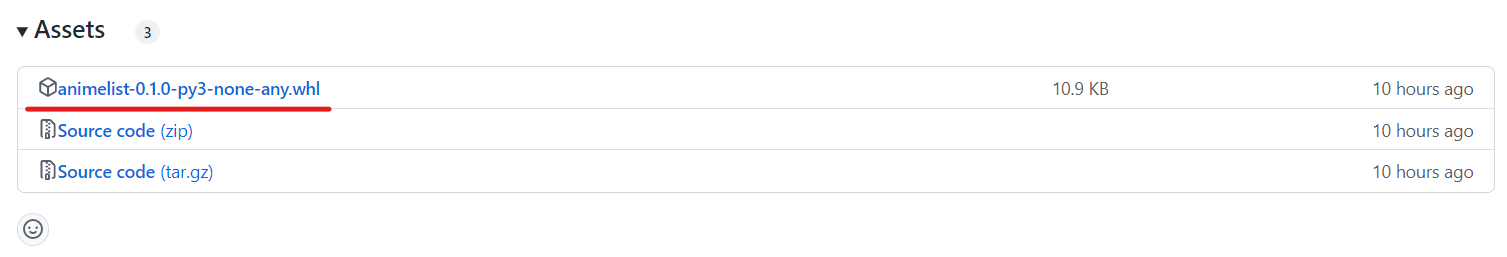 Assets 3
animelist-0.1.0-py3-none-any.whl 10.9 KB 10 hours ago
Source code (zip) 10 hours ago
Source code (tar.gz) 10 hours ago